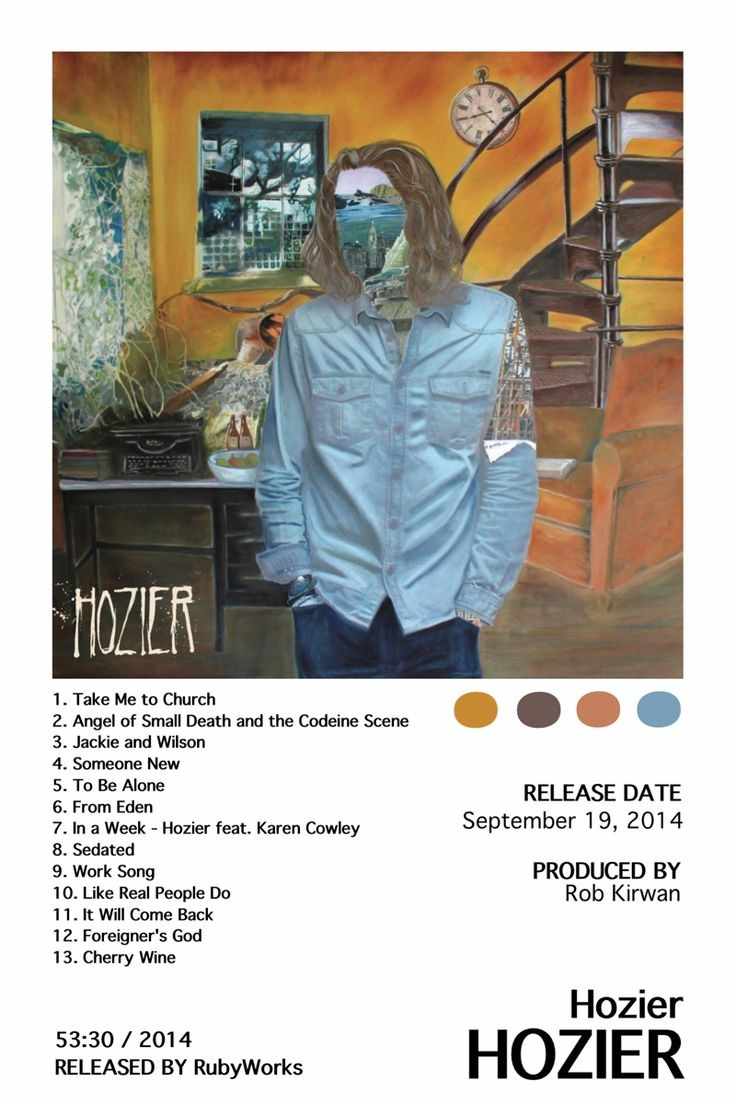 HOZIER
1. Take Me to Church
2. Angel of Small Death and the Codeine Scene
3. Jackie and Wilson
4. Someone New
5. To Be Alone
6. From Eden
7. In a Week - Hozier feat. Karen Cowley
8. Sedated
9. Work Song
10. Like Real People Do
11. It Will Come Back
12. Foreigner's God
13. Cherry Wine
RELEASE DATE
September 19, 2014
PRODUCED BY
Rob Kirwan
53:30 / 2014
RELEASED BY RubyWorks
Hozier
HOZIER